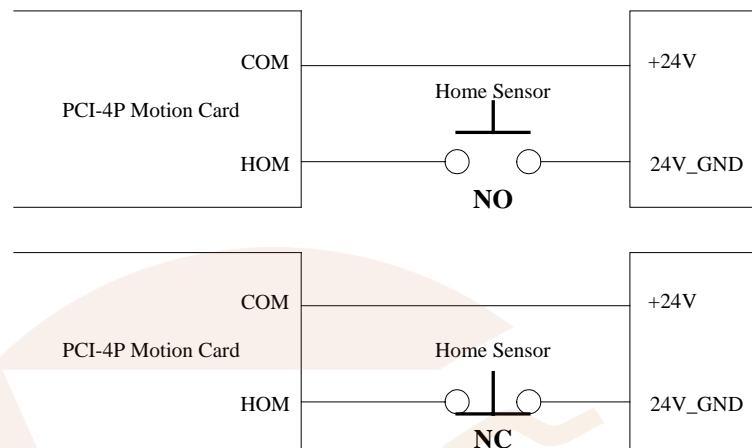 COM
+24V
Home Sensor
PCI-4P Motion Card
HOM
24V_GND
NO
COM
+24V
PCI-4P Motion Card
Home Sensor
HOM
24V_GND
NC